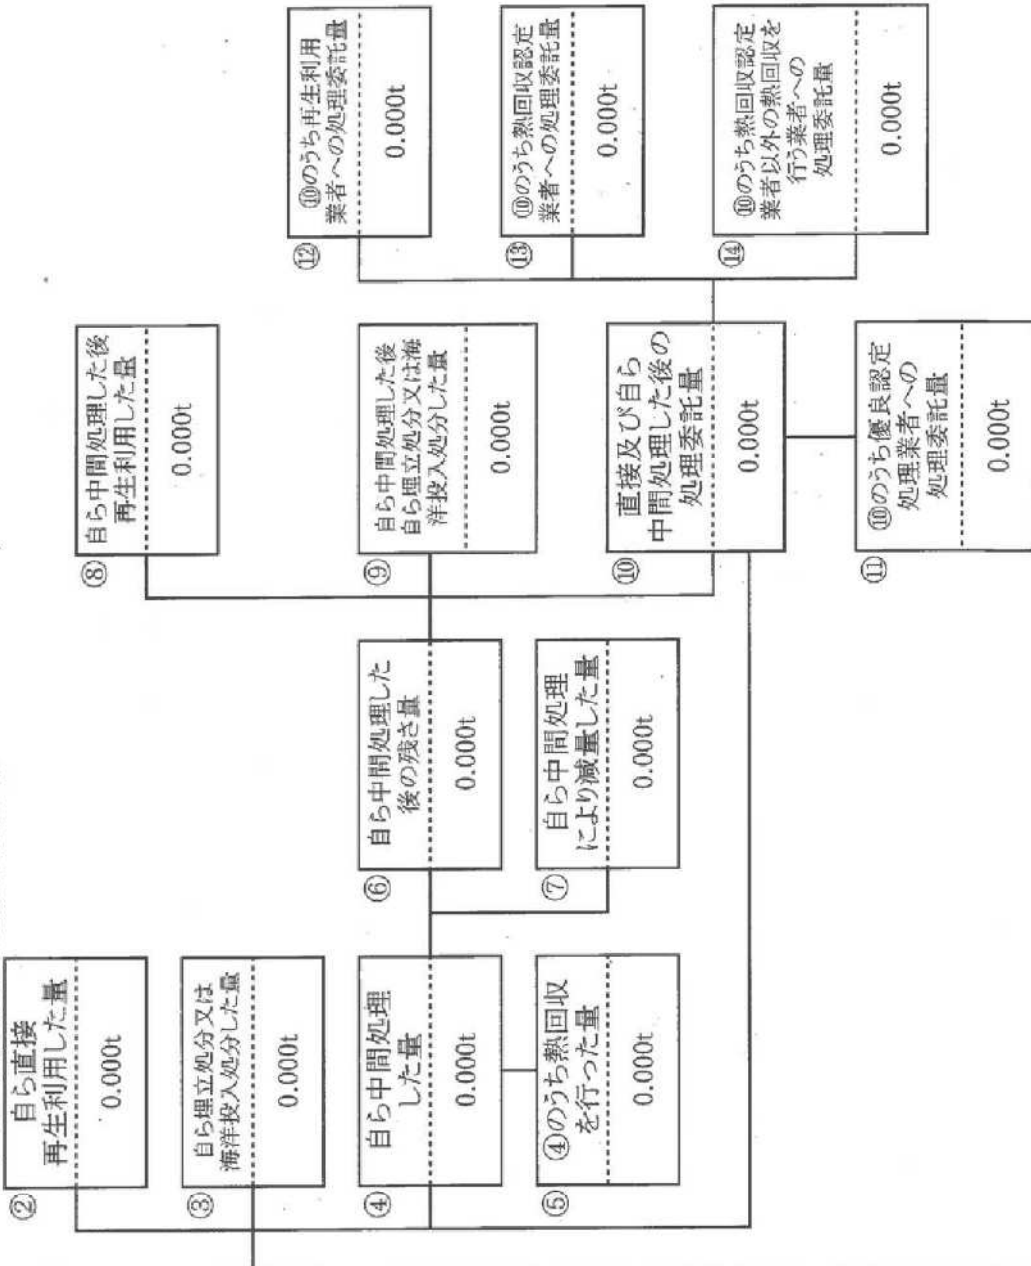 ②
自ら直接
再生利用した量
0.000t
③
自ら埋立処分又は
海洋投入処分した量
0.000t
④
自ら中間処理
した量
0.000t
⑤
④のうち熱回収
を行った量
0.000t
⑥
自ら中間処理した
後の残さ量
0.000t
⑦
自ら中間処理
により減量した量
0.000t
⑧
自ら中間処理した後
再生利用した量
0.000t
⑨
自ら中間処理した後
自ら埋立処分又は海
洋投入処分した量
0.000t
⑩
直接及び自ら
中間処理した後の
処理委託量
0.000t
⑪
⑩のうち優良認定
処理業者への
処理委託量
0.000t
⑫
⑩のうち再生利用
業者への処理委託量
0.000t
⑬
⑩のうち熱回収認定
業者への処理委託量
0.000t
⑭
⑩のうち熱回収認定
業者以外の熱回収を
行う業者への
処理委託量
0.000t